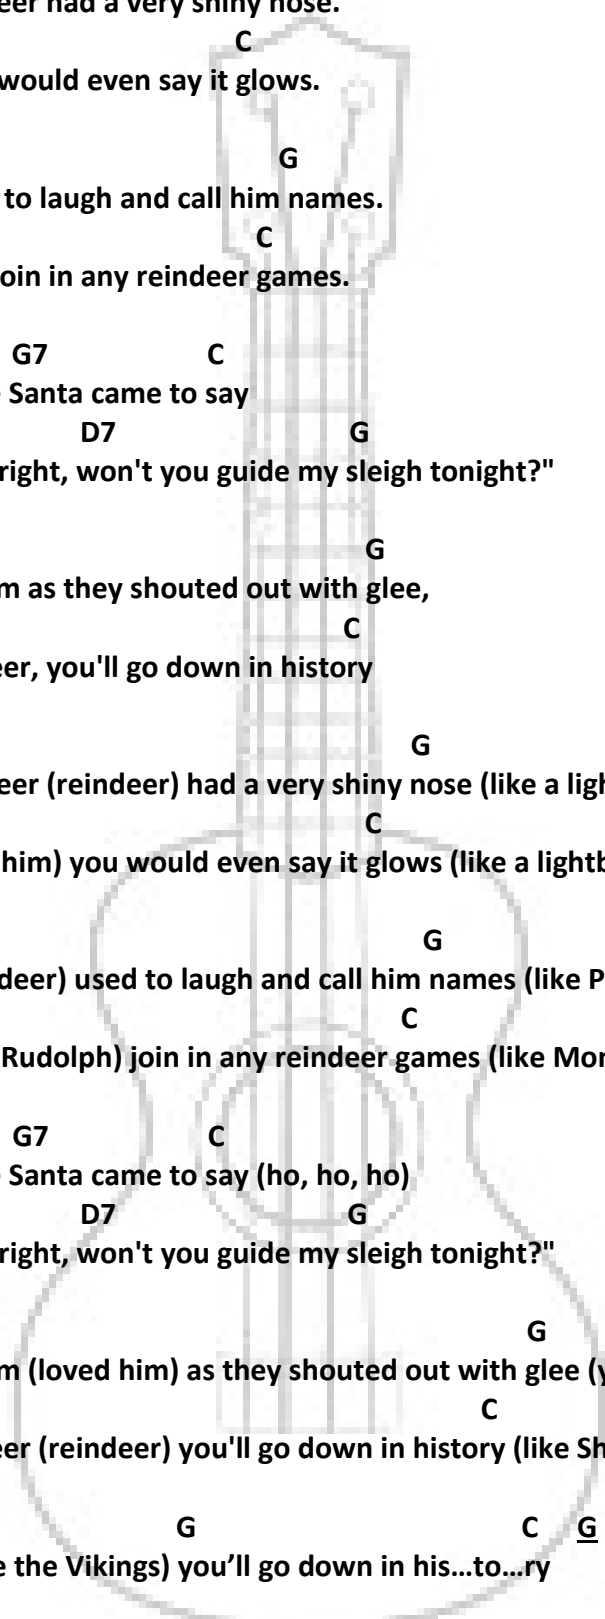 eer had a very shiny nose.
C
would even say it glows.
G
to laugh and call him names.
C
oin in any reindeer games.
G7 C
Santa came to say
D7 G
right, won't you guide my sleigh tonight?"
G
m as they shouted out with glee,
C
eer, you'll go down in history
G
eer (reindeer) had a very shiny nose (like a ligh
C
him) you would even say it glows (like a lightb
G
deer) used to laugh and call him names (like P
C
Rudolph) join in any reindeer games (like Mon
G7 C
Santa came to say (ho, ho, ho)
D7 G
right, won't you guide my sleigh tonight?"
G
m (loved him) as they shouted out with glee (y
C
eer (reindeer) you'll go down in history (like Sh
G C G
e the Vikings) you’ll go down in his…to…ry